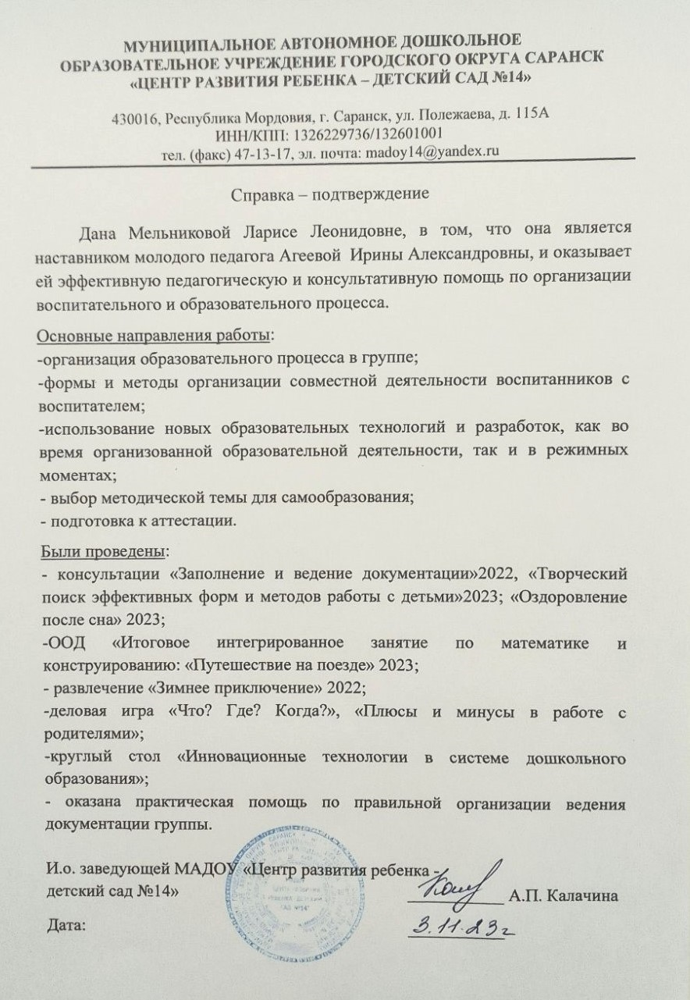 МУНИЦИПАЛЬНОЕ АВТОНОМНОЕ ДОШКОЛЬНОЕ
ОБРАЗОВАТЕЛЬНОЕ УЧРЕЖДЕНИЕ ГОРОДСКОГО ОКРУГА САРАНСК
«ЦЕНТР РАЗВИТИЯ РЕБЕНКА – ДЕТСКИЙ САД №14»
430016, Республика Мордовия, г. Саранск, ул. Полежаева, д. 115А
ИНН/КПП: 1326229736/132601001
тел. (факс) 47-13-17, эл. почта: madoy14@yandex.ru
Справка – подтверждение
Дана Мельниковой Ларисе Леонидовне, в том, что она является
наставником молодого педагога Агеевой Ирины Александровны, и оказывает
ей эффективную педагогическую и консультативную помощь по организации
воспитательного и образовательного процесса.
Основные направления работы:
-организация образовательного процесса в группе;
-формы и методы организации совместной деятельности воспитанников с
воспитателем;
-использование новых образовательных технологий и разработок, как во
время организованной образовательной деятельности, так и в режимных
моментах;
- выбор методической темы для самообразования;
- подготовка к аттестации.
Были проведены:
- консультации «Заполнение и ведение документации»2022, «Творческий
поиск эффективных форм и методов работы с детьми»2023; «Оздоровление
после сна» 2023;
-ООД «Итоговое интегрированное занятие по математике и
конструированию: «Путешествие на поезде» 2023;
- развлечение «Зимнее приключение» 2022;
-деловая игра «Что? Где? Когда?», «Плюсы и минусы в работе с
родителями»;
-круглый стол «Инновационные технологии в системе дошкольного
образования»;
- оказана практическая помощь по правильной организации ведения
документации группы.
И.о. заведующей МАДОУ «Центр развития ребенка -
детский сад №14» А.П. Калачина
Дата: 3.11.23г